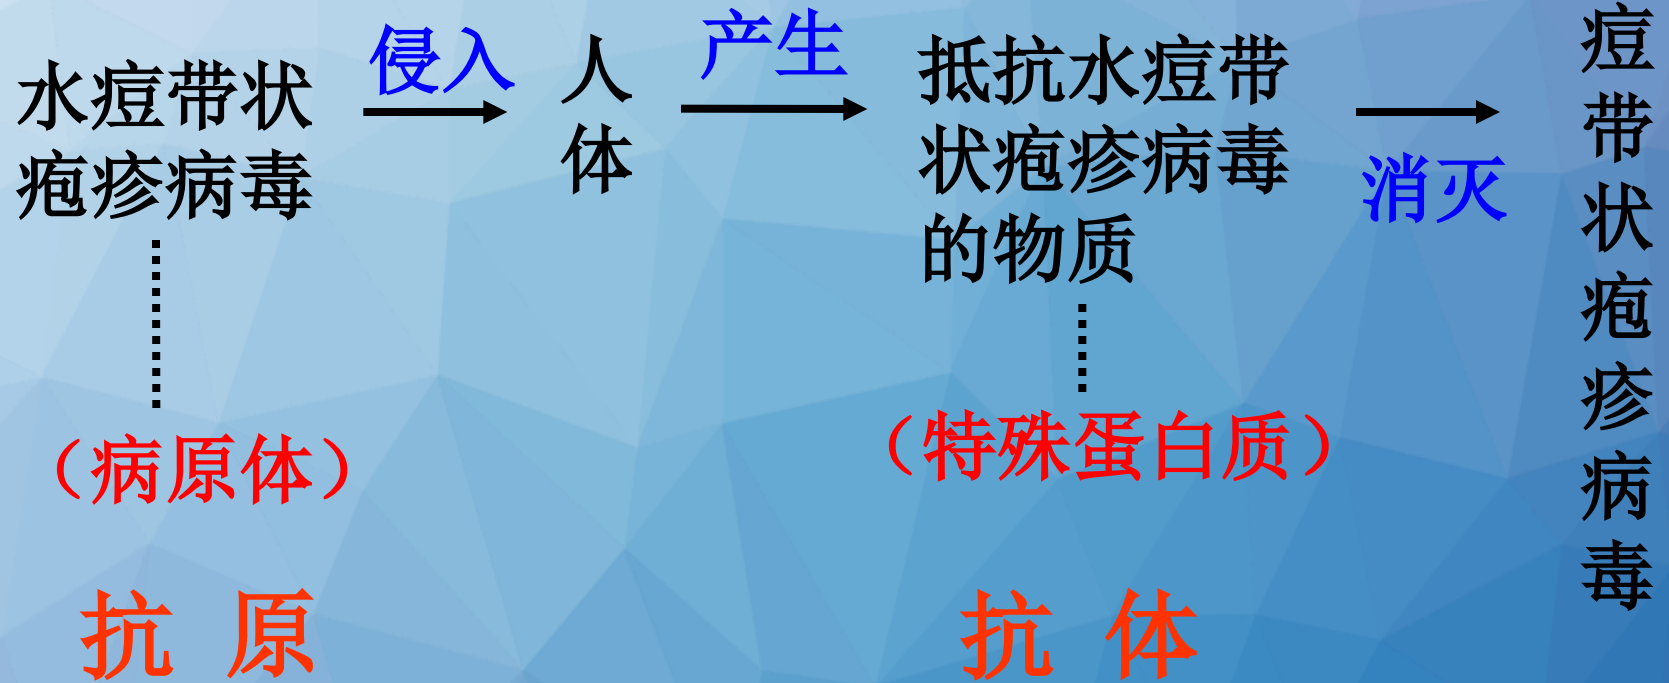 水痘带状
疱疹病毒
侵入
人
体
产生
抵抗水痘带
状疱疹病毒
的物质
消灭
痘
带
状
疱
疹
病
毒
（病原体）
（特殊蛋白质）
抗 原
抗 体